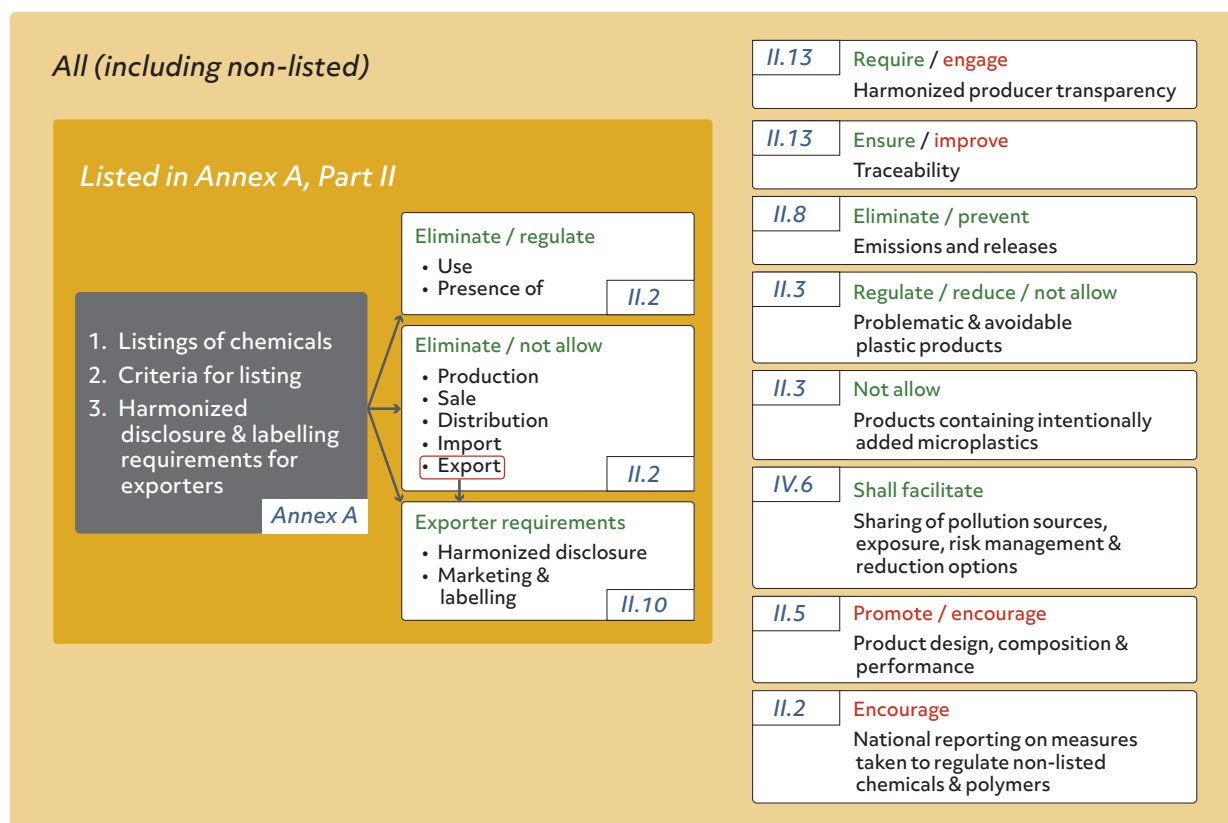 All (including non-listed)
Listed in Annex A, Part II
1. Listings of chemicals
2. Criteria for listing
3. Harmonized
disclosure & labelling
requirements for
exporters
Annex A
Eliminate / regulate
• Use
• Presence of
II.2
Eliminate / not allow
• Production
• Sale
• Distribution
• Import
• Export
II.2
Exporter requirements
• Harmonized disclosure
• Marketing &
labelling
II.10
II.13
Require / engage
Harmonized producer transparency
II.13
Ensure / improve
Traceability
II.8
Eliminate / prevent
Emissions and releases
II.3
Regulate / reduce / not allow
Problematic & avoidable
plastic products
II.3
Not allow
Products containing intentionally
added microplastics
IV.6
Shall facilitate
Sharing of pollution sources,
exposure, risk management &
reduction options
II.5
Promote / encourage
Product design, composition &
performance
II.2
Encourage
National reporting on measures
taken to regulate non-listed
chemicals & polymers